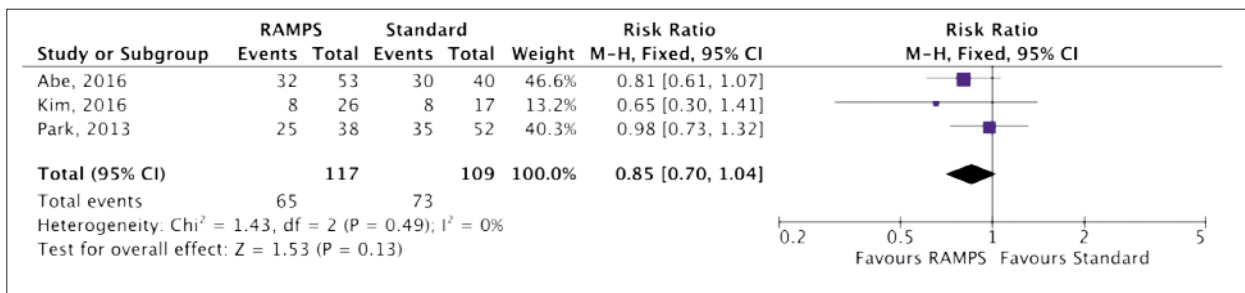 RAMPS Standard Risk Ratio Risk Ratio
Study or Subgroup Events Total Events Total Weight M-H, Fixed, 95% CI M-H, Fixed, 95% CI
Abe, 2016 32 53 30 40 46.6% 0.81 [0.61, 1.07]
Kim, 2016 8 26 8 17 13.2% 0.65 [0.30, 1.41]
Park, 2013 25 38 35 52 40.3% 0.98 [0.73, 1.32]
Total (95% CI) 117 109 100.0% 0.85 [0.70, 1.04]
Total events 65 73
Heterogeneity: Chi² = 1.43, df = 2 (P = 0.49); I² = 0%
Test for overall effect: Z = 1.53 (P = 0.13)
0.2 0.5 1 2 5
Favours RAMPS Favours Standard